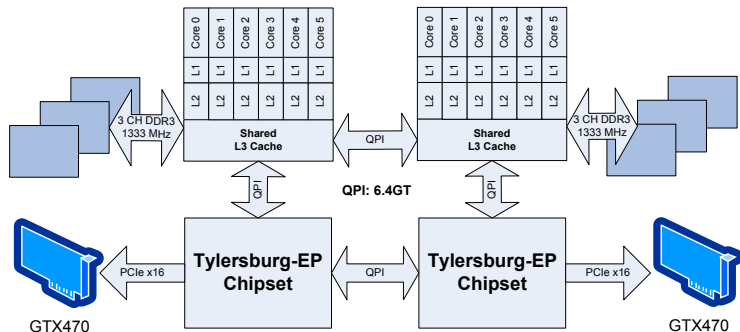 Core 0 Core 1 Core 2 Core 3 Core 4 Core 5
L1 L1 L1 L1 L1 L1
L2 L2 L2 L2 L2 L2
Shared
L3 Cache
Core 0 Core 1 Core 2 Core 3 Core 4 Core 5
L1 L1 L1 L1 L1 L1
L2 L2 L2 L2 L2 L2
Shared
L3 Cache
3 CH DDR3
1333 MHz
QPI
3 CH DDR3
1333 MHz
QPI
QPI: 6.4GT
QPI
Tylersburg-EP
Chipset
Tylersburg-EP
Chipset
PCIe x16
QPI
PCIe x16
GTX470
GTX470